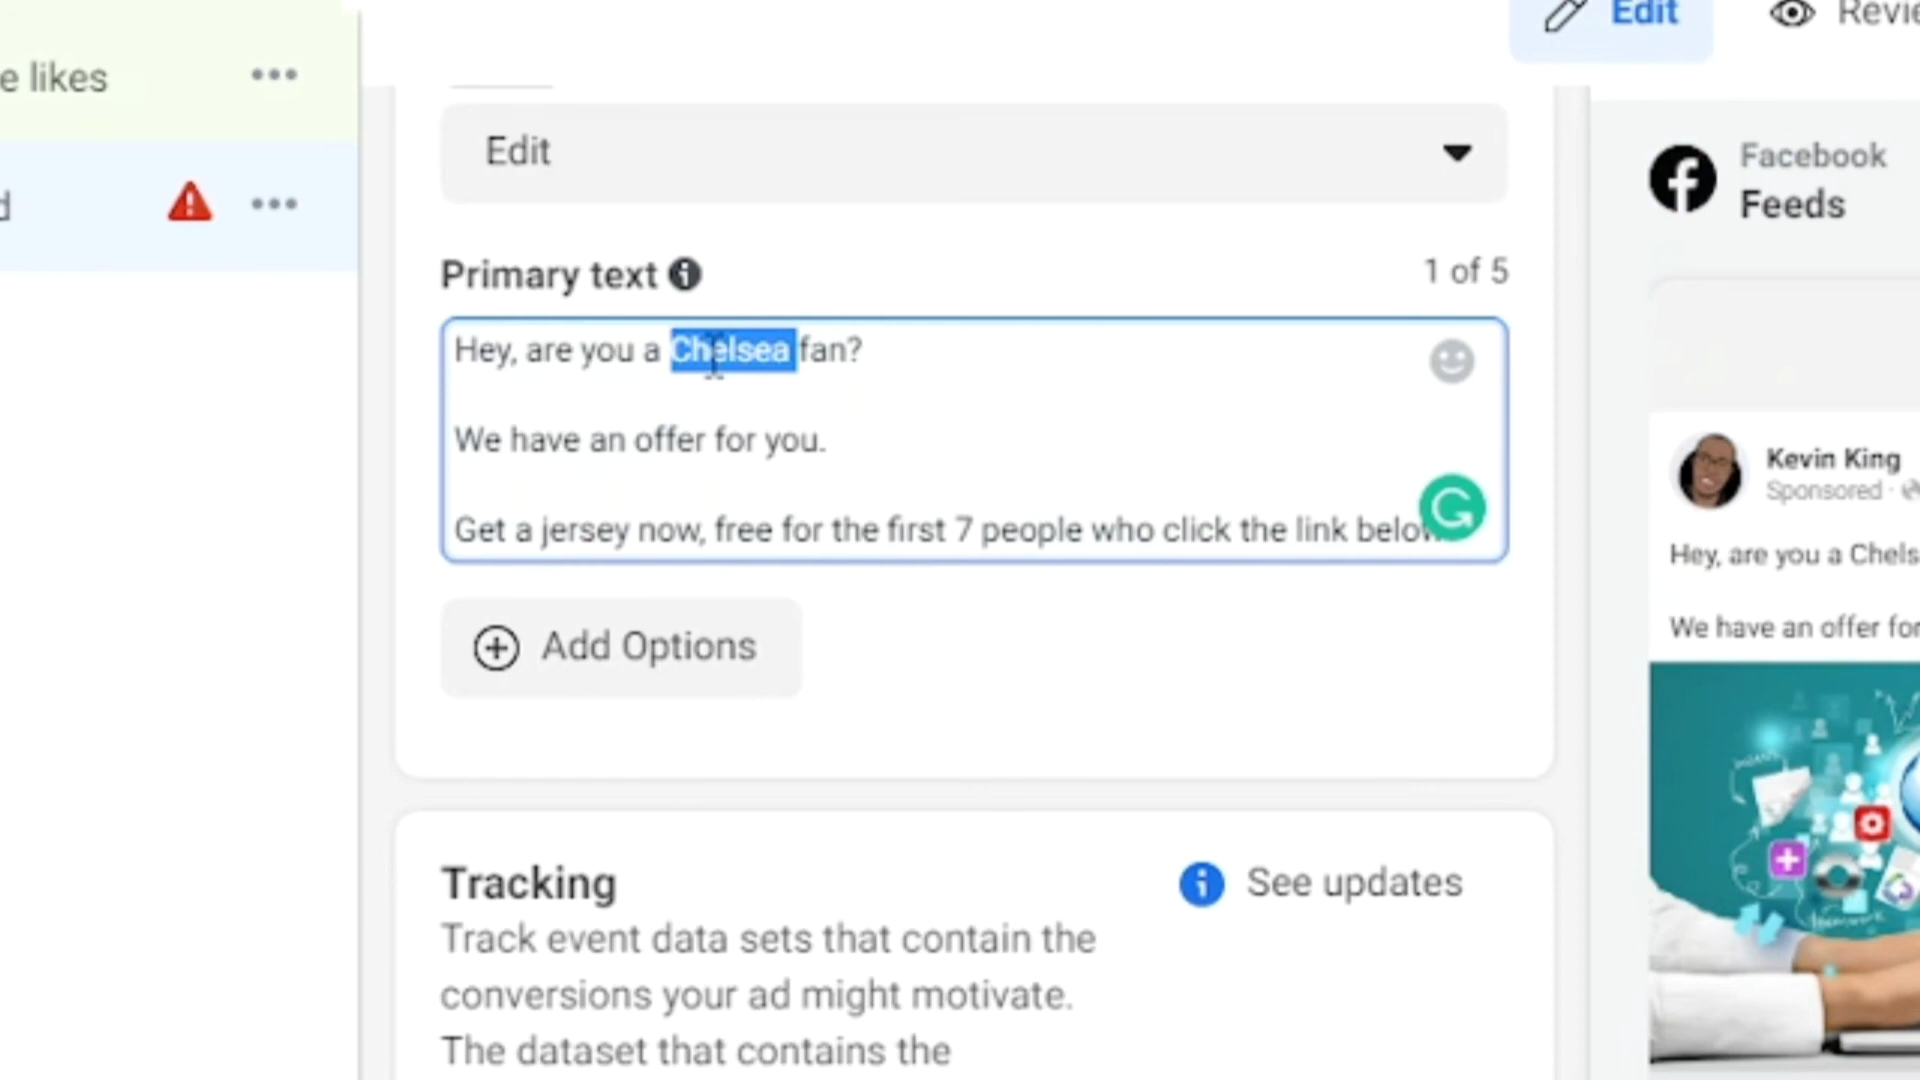 Edit
e likes
Edit
Facebook
Feeds
Primary text
1 of 5
Hey, are you a Chelsea fan?
We have an offer for you.
Get a jersey now, free for the first 7 people who click the link
Add Options
Kevin King
Sponsored ·
Hey, are you a Chels
We have an offer for
Tracking
See updates
Track event data sets that contain the
conversions your ad might motivate.
The dataset that contains the